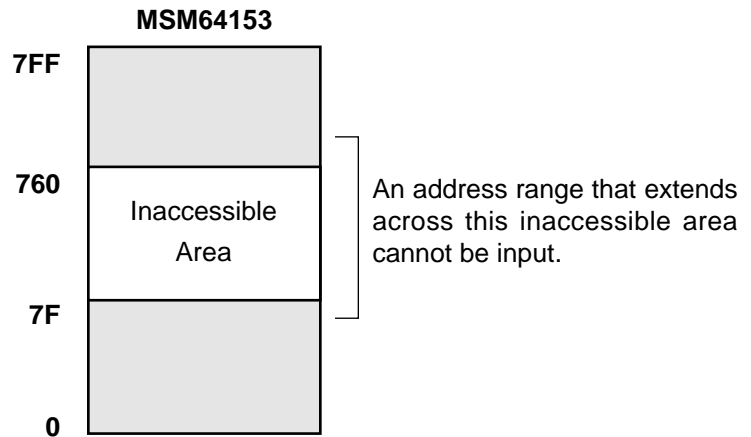 MSM64153
7FF
760
Inaccessible
Area
An address range that extends
across this inaccessible area
cannot be input.
7F
0